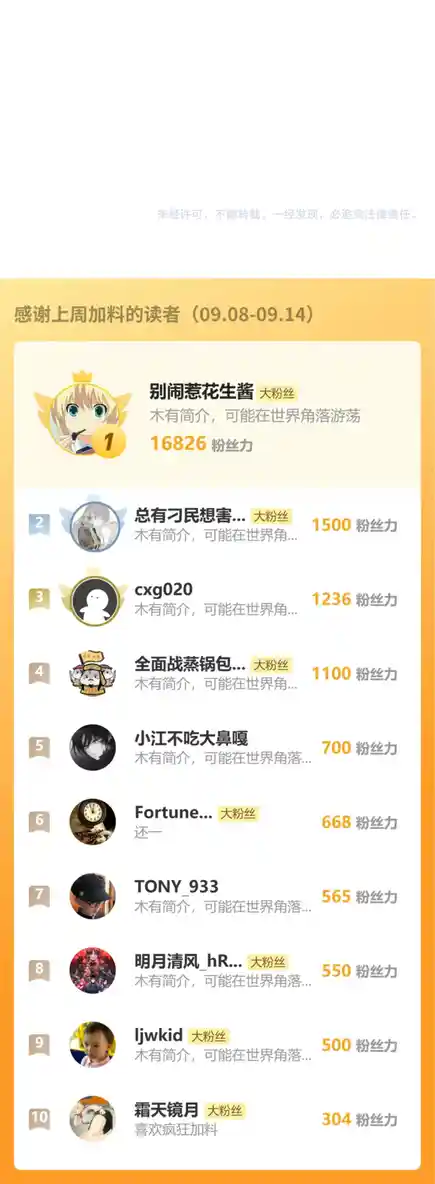 未经许可，不能转载，一经发现，必追究法律责任。
感谢上周加料的读者（09.08-09.14）
别闹惹花生酱 大粉丝
木有简介，可能在世界角落游荡
1
16826 粉丝力
2
总有刁民想害... 大粉丝
木有简介，可能在世界角...
1500 粉丝力
3
cxg020
木有简介，可能在世界角...
1236 粉丝力
4
全面战蒸锅包... 大粉丝
木有简介，可能在世界角...
1100 粉丝力
5
小江不吃大鼻嘎
木有简介，可能在世界角落...
700 粉丝力
6
Fortune... 大粉丝
还一
668 粉丝力
7
TONY_933
木有简介，可能在世界角落...
565 粉丝力
8
明月清风_hR... 大粉丝
木有简介，可能在世界角落...
550 粉丝力
9
ljwkid 大粉丝
木有简介，可能在世界角落...
500 粉丝力
10
霜天镜月 大粉丝
喜欢疯狂加料
304 粉丝力